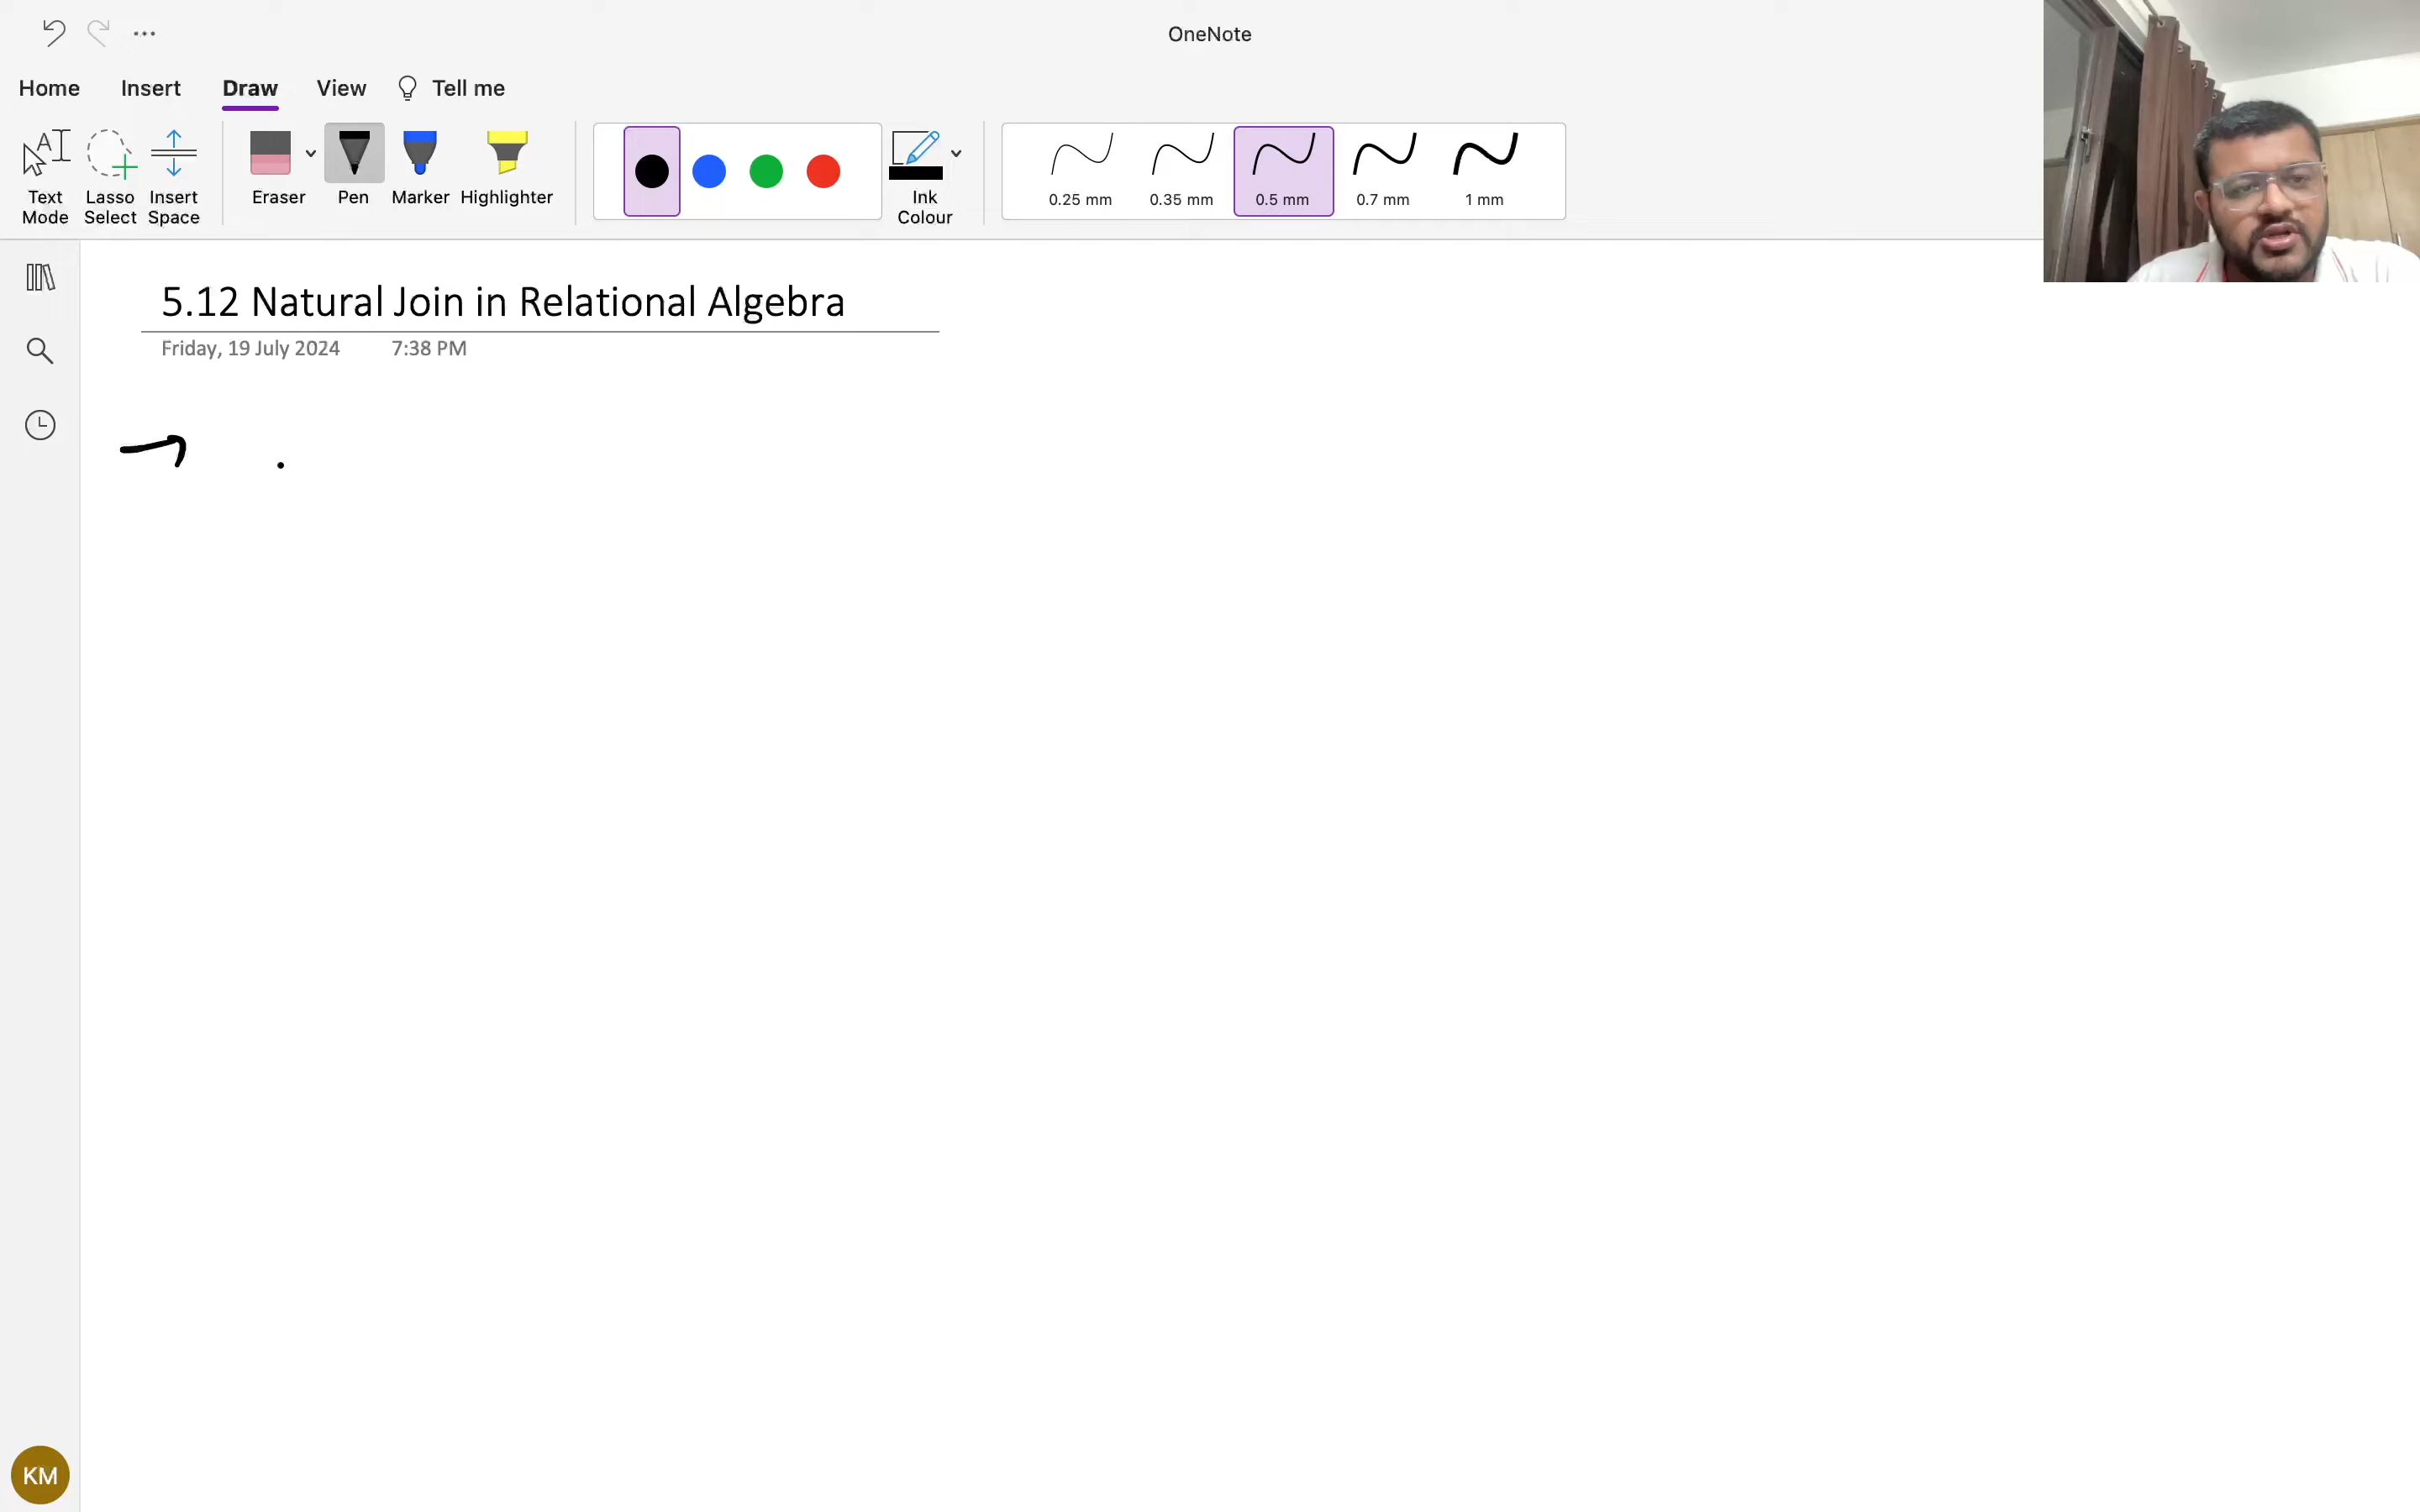 OneNote
Home Insert Draw View Tell me
Text Mode
Lasso Select
Insert Space
Eraser
Pen
Marker
Highlighter
Ink Colour
0.25 mm
0.35 mm
0.5 mm
0.7 mm
1 mm
5.12 Natural Join in Relational Algebra
Friday, 19 July 2024 7:38 PM
KM